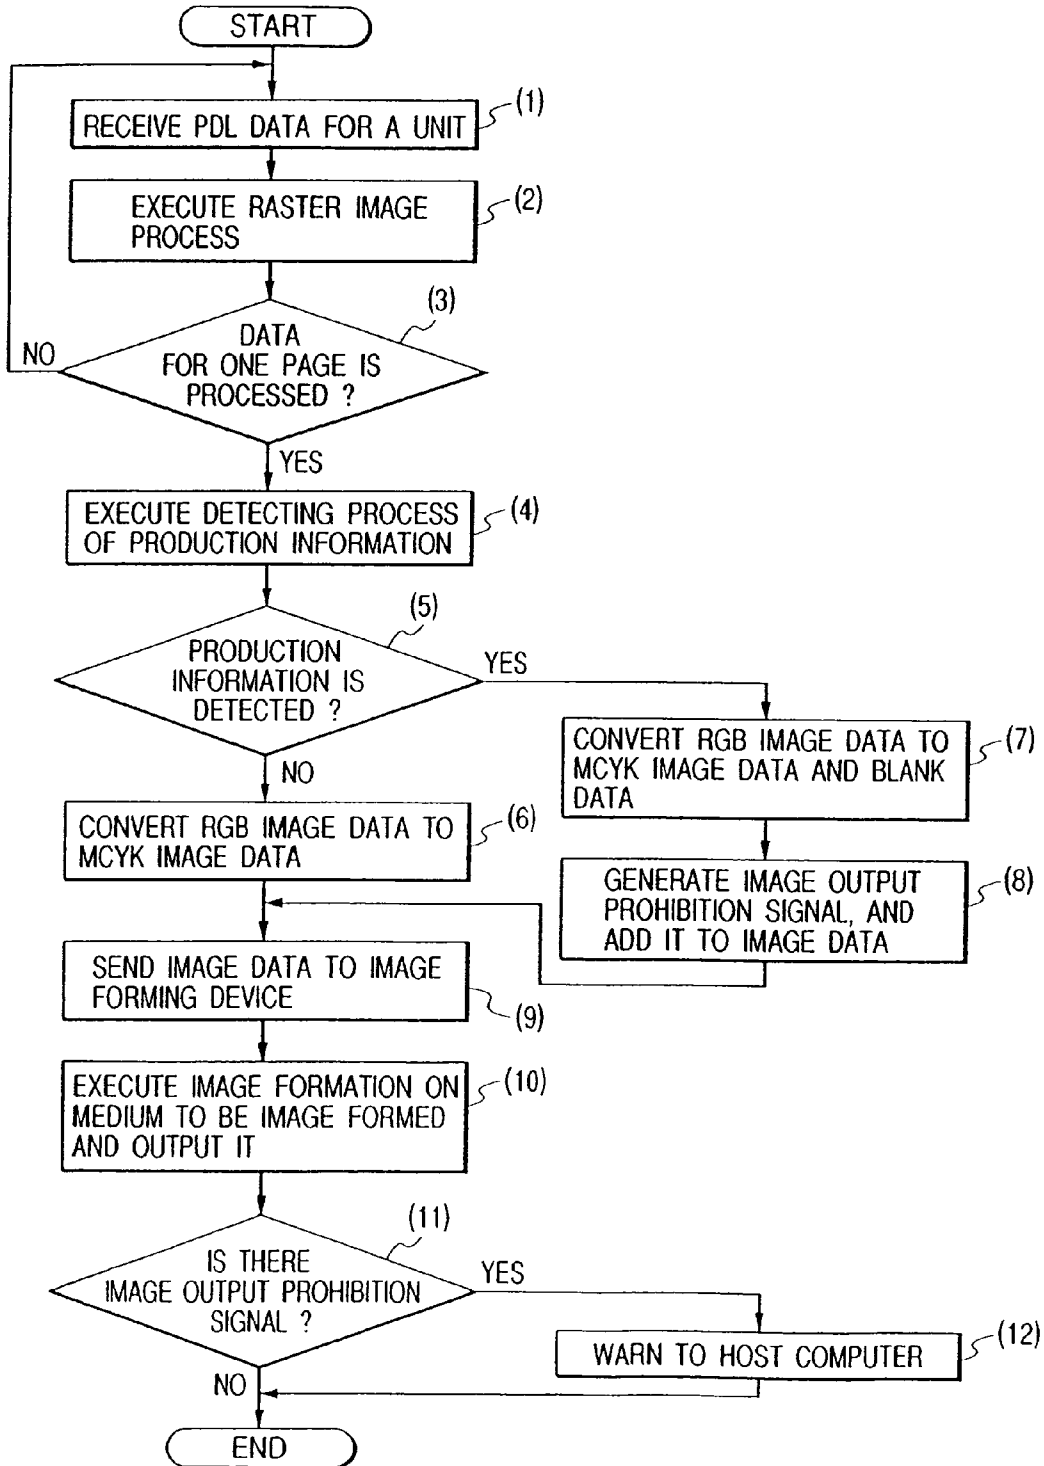 START
(1)
RECEIVE PDL DATA FOR A UNIT
(2)
EXECUTE RASTER IMAGE
PROCESS
(3)
DATA
FOR ONE PAGE IS
PROCESSED ?
NO
YES
(4)
EXECUTE DETECTING PROCESS
OF PRODUCTION INFORMATION
(5)
PRODUCTION
INFORMATION IS
DETECTED ?
YES
NO
(7)
CONVERT RGB IMAGE DATA TO
MCYK IMAGE DATA AND BLANK
DATA
(6)
CONVERT RGB IMAGE DATA TO
MCYK IMAGE DATA
(8)
GENERATE IMAGE OUTPUT
PROHIBITION SIGNAL, AND
ADD IT TO IMAGE DATA
SEND IMAGE DATA TO IMAGE
FORMING DEVICE
(9)
(10)
EXECUTE IMAGE FORMATION ON
MEDIUM TO BE IMAGE FORMED
AND OUTPUT IT
(11)
IS THERE
IMAGE OUTPUT PROHIBITION
SIGNAL ?
YES
(12)
WARN TO HOST COMPUTER
NO
END